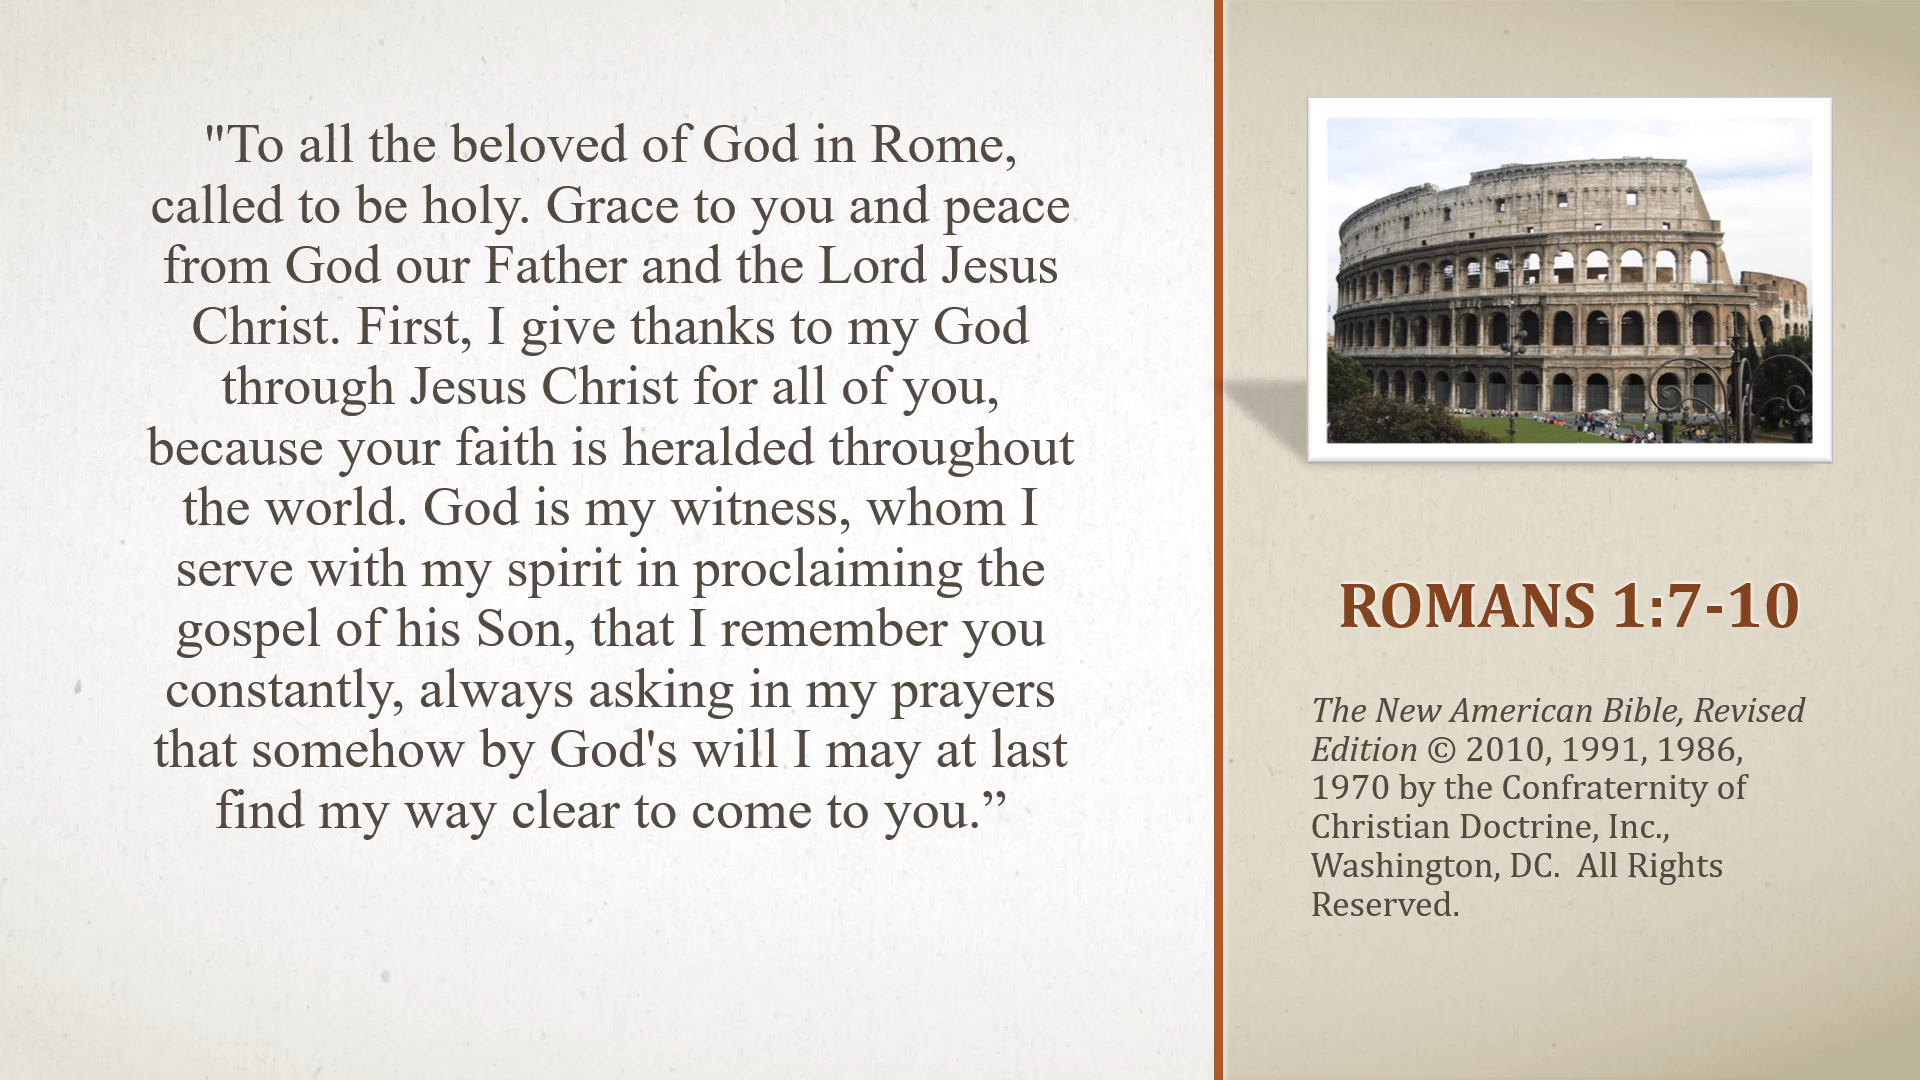 "To all the beloved of God in Rome,
called to be holy. Grace to you and peace
from God our Father and the Lord Jesus
Christ. First, I give thanks to my God
through Jesus Christ for all of you,
because your faith is heralded throughout
the world. God is my witness, whom I
serve with my spirit in proclaiming the
gospel of his Son, that I remember you
constantly, always asking in my prayers
that somehow by God's will I may at last
find my way clear to come to you.”
ROMANS 1:7-10
The New American Bible, Revised
Edition © 2010, 1991, 1986,
1970 by the Confraternity of
Christian Doctrine, Inc.,
Washington, DC.  All Rights
Reserved.